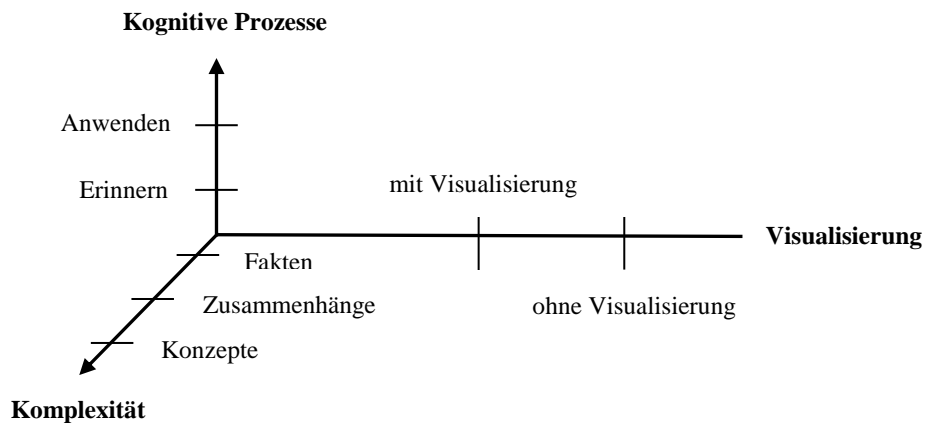 Kognitive Prozesse
Anwenden
Erinnern
mit Visualisierung
Visualisierung
Fakten
Zusammenhänge
ohne Visualisierung
Konzepte
Komplexität